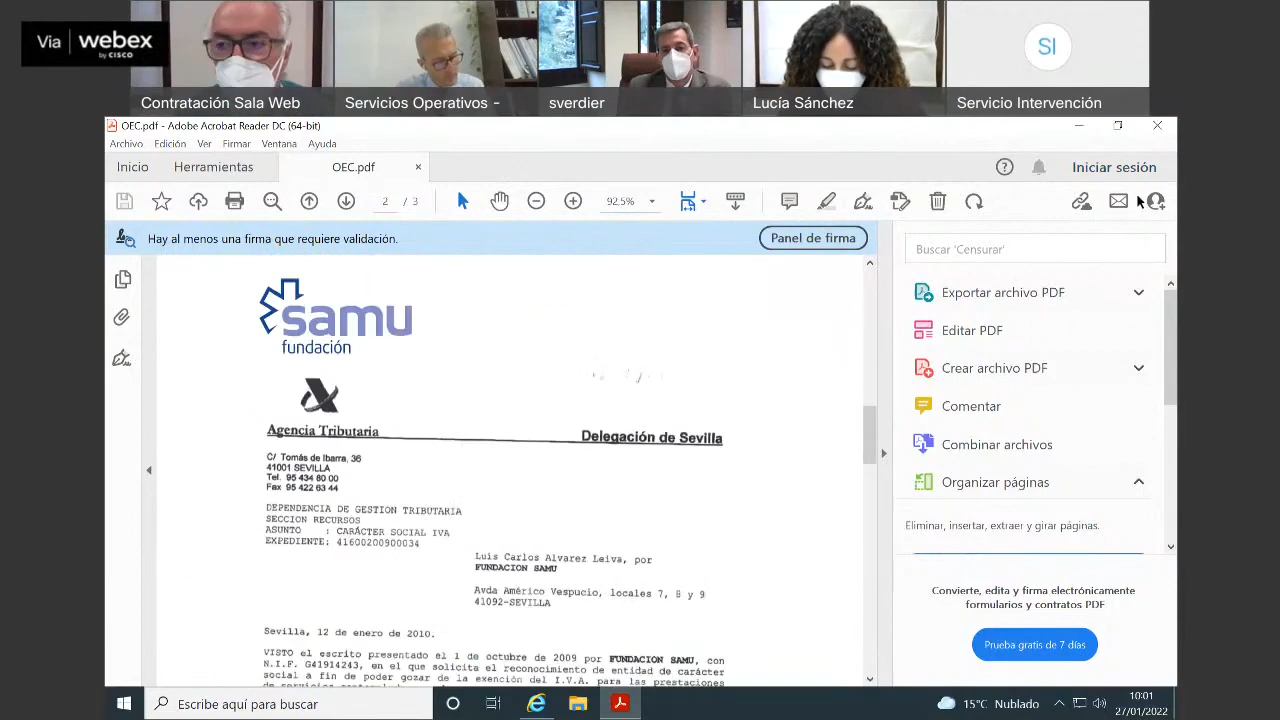 Via webex
by CISCO
SI
Contratación Sala Web
Servicios Operativos -
sverdier
Lucía Sánchez
Servicio Intervención
OEC.pdf - Adobe Acrobat Reader DC (64-bit)
Archivo Edición Ver Firmar Ventana Ayuda
Inicio Herramientas OEC.pdf Iniciar sesión
2 / 3 92,5%
Hay al menos una firma que requiere validación. Panel de firma
Buscar 'Censurar'
Exportar archivo PDF
Editar PDF
Crear archivo PDF
Comentar
Combinar archivos
Organizar páginas
Eliminar, insertar, extraer y girar páginas.
Convierte, edita y firma electrónicamente
formularios y contratos PDF
Prueba gratis de 7 días
samu
fundación
Agencia Tributaria Delegación de Sevilla
C/ Tomás de Ibarra, 36
41001 SEVILLA
Tel. 95 434 80 00
Fax 95 422 63 44
DEPENDENCIA DE GESTION TRIBUTARIA
SECCION RECURSOS
ASUNTO : CARÁCTER SOCIAL IVA
EXPEDIENTE: 41600200900034
Luis Carlos Alvarez Leiva, por
FUNDACION SAMU
Avda Américo Vespucio, locales 7, 8 y 9
41092-SEVILLA
Sevilla, 12 de enero de 2010.
VISTO el escrito presentado el 1 de octubre de 2009 por FUNDACION SAMU, con
N.I.F. G41914243, en el que solicita el reconocimiento de entidad de carácter
social a fin de poder gozar de la exención del I.V.A. para las prestaciones
Escribe aquí para buscar
15°C Nublado
10:01
27/01/2022